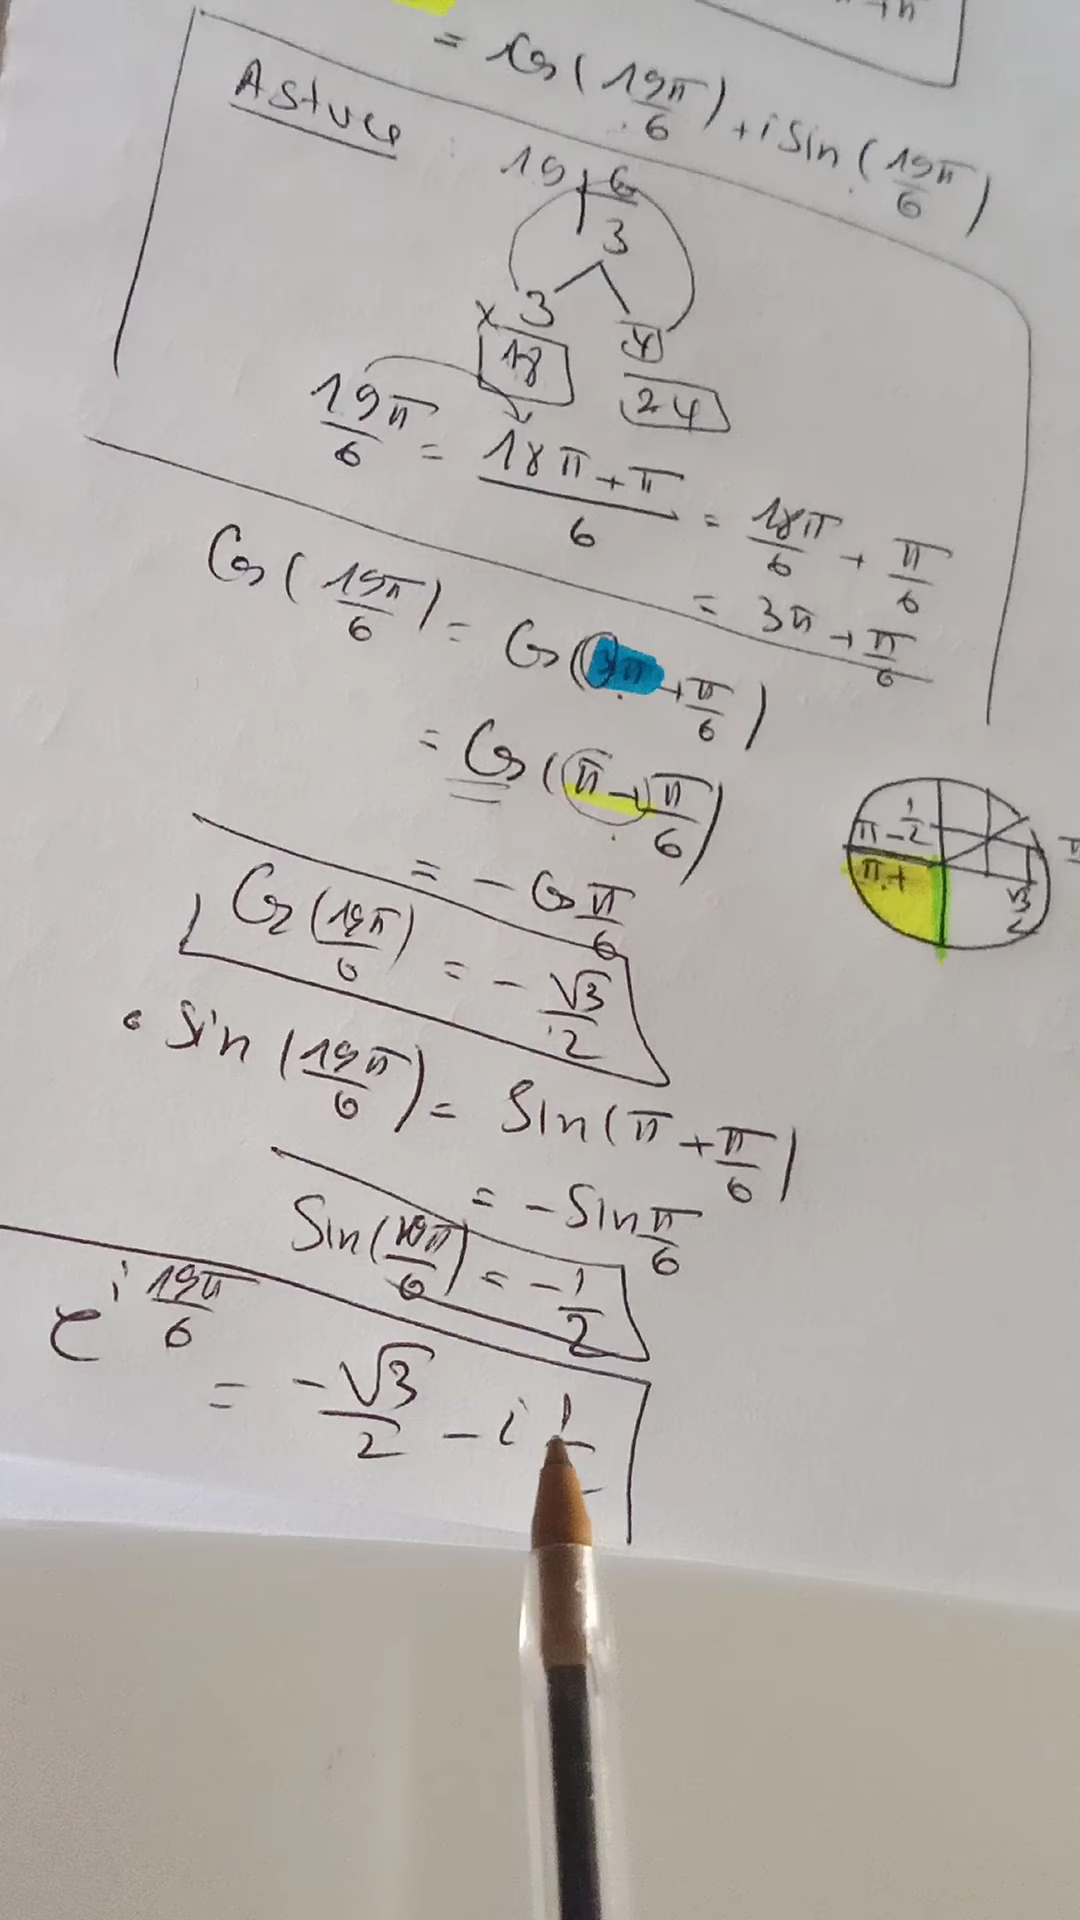 = Cos(19π/6) + i Sin(19π/6)
Astuce : 19 | 6
3
x 3 4
18 24
19π/6 = (18π + π)/6 = 18π/6 + π/6
= 3π + π/6
Cos(19π/6) = Cos(3π + π/6)
= Cos(π + π/6)
π - 1/2
π + √3/2
= - Cos π/6
Cos(19π/6) = - √3/2
• Sin(19π/6) = Sin(π + π/6)
= - Sin π/6
Sin(19π/6) = - 1/2
e^(i 19π/6)
= -√3/2 - i 1